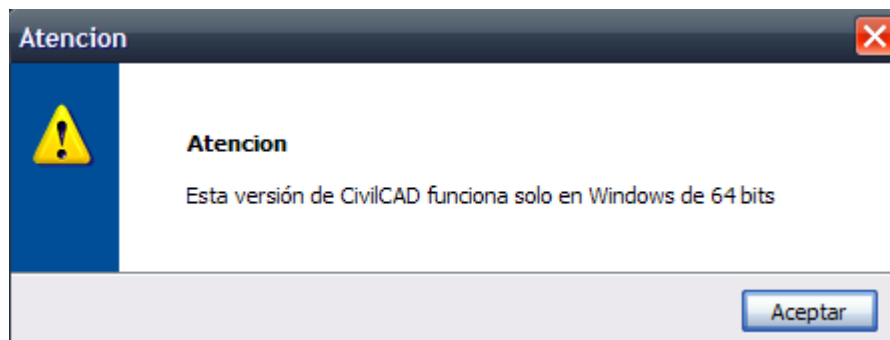 Atencion
Atencion
Esta versión de CivilCAD funciona solo en Windows de 64 bits
Aceptar